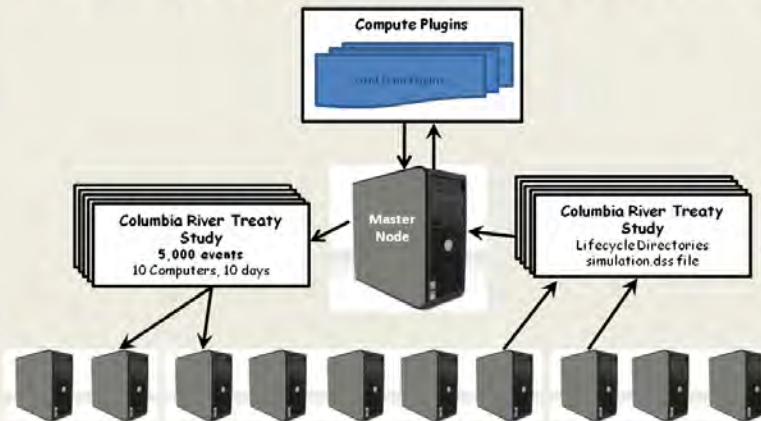 Compute Plugins
Master
Node
Columbia River Treaty
Study
5,000 events
10 Computers, 10 days
Columbia River Treaty
Study
Lifecycle Directories
simulation.dss file